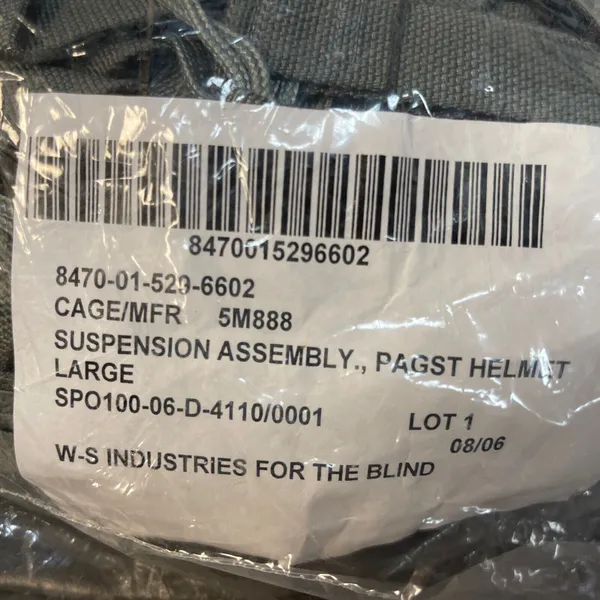 8470015296602
8470-01-529-6602
CAGE/MFR 5M888
SUSPENSION ASSEMBLY., PAGST HELMET
LARGE
SPO100-06-D-4110/0001 LOT 1
08/06
W-S INDUSTRIES FOR THE BLIND